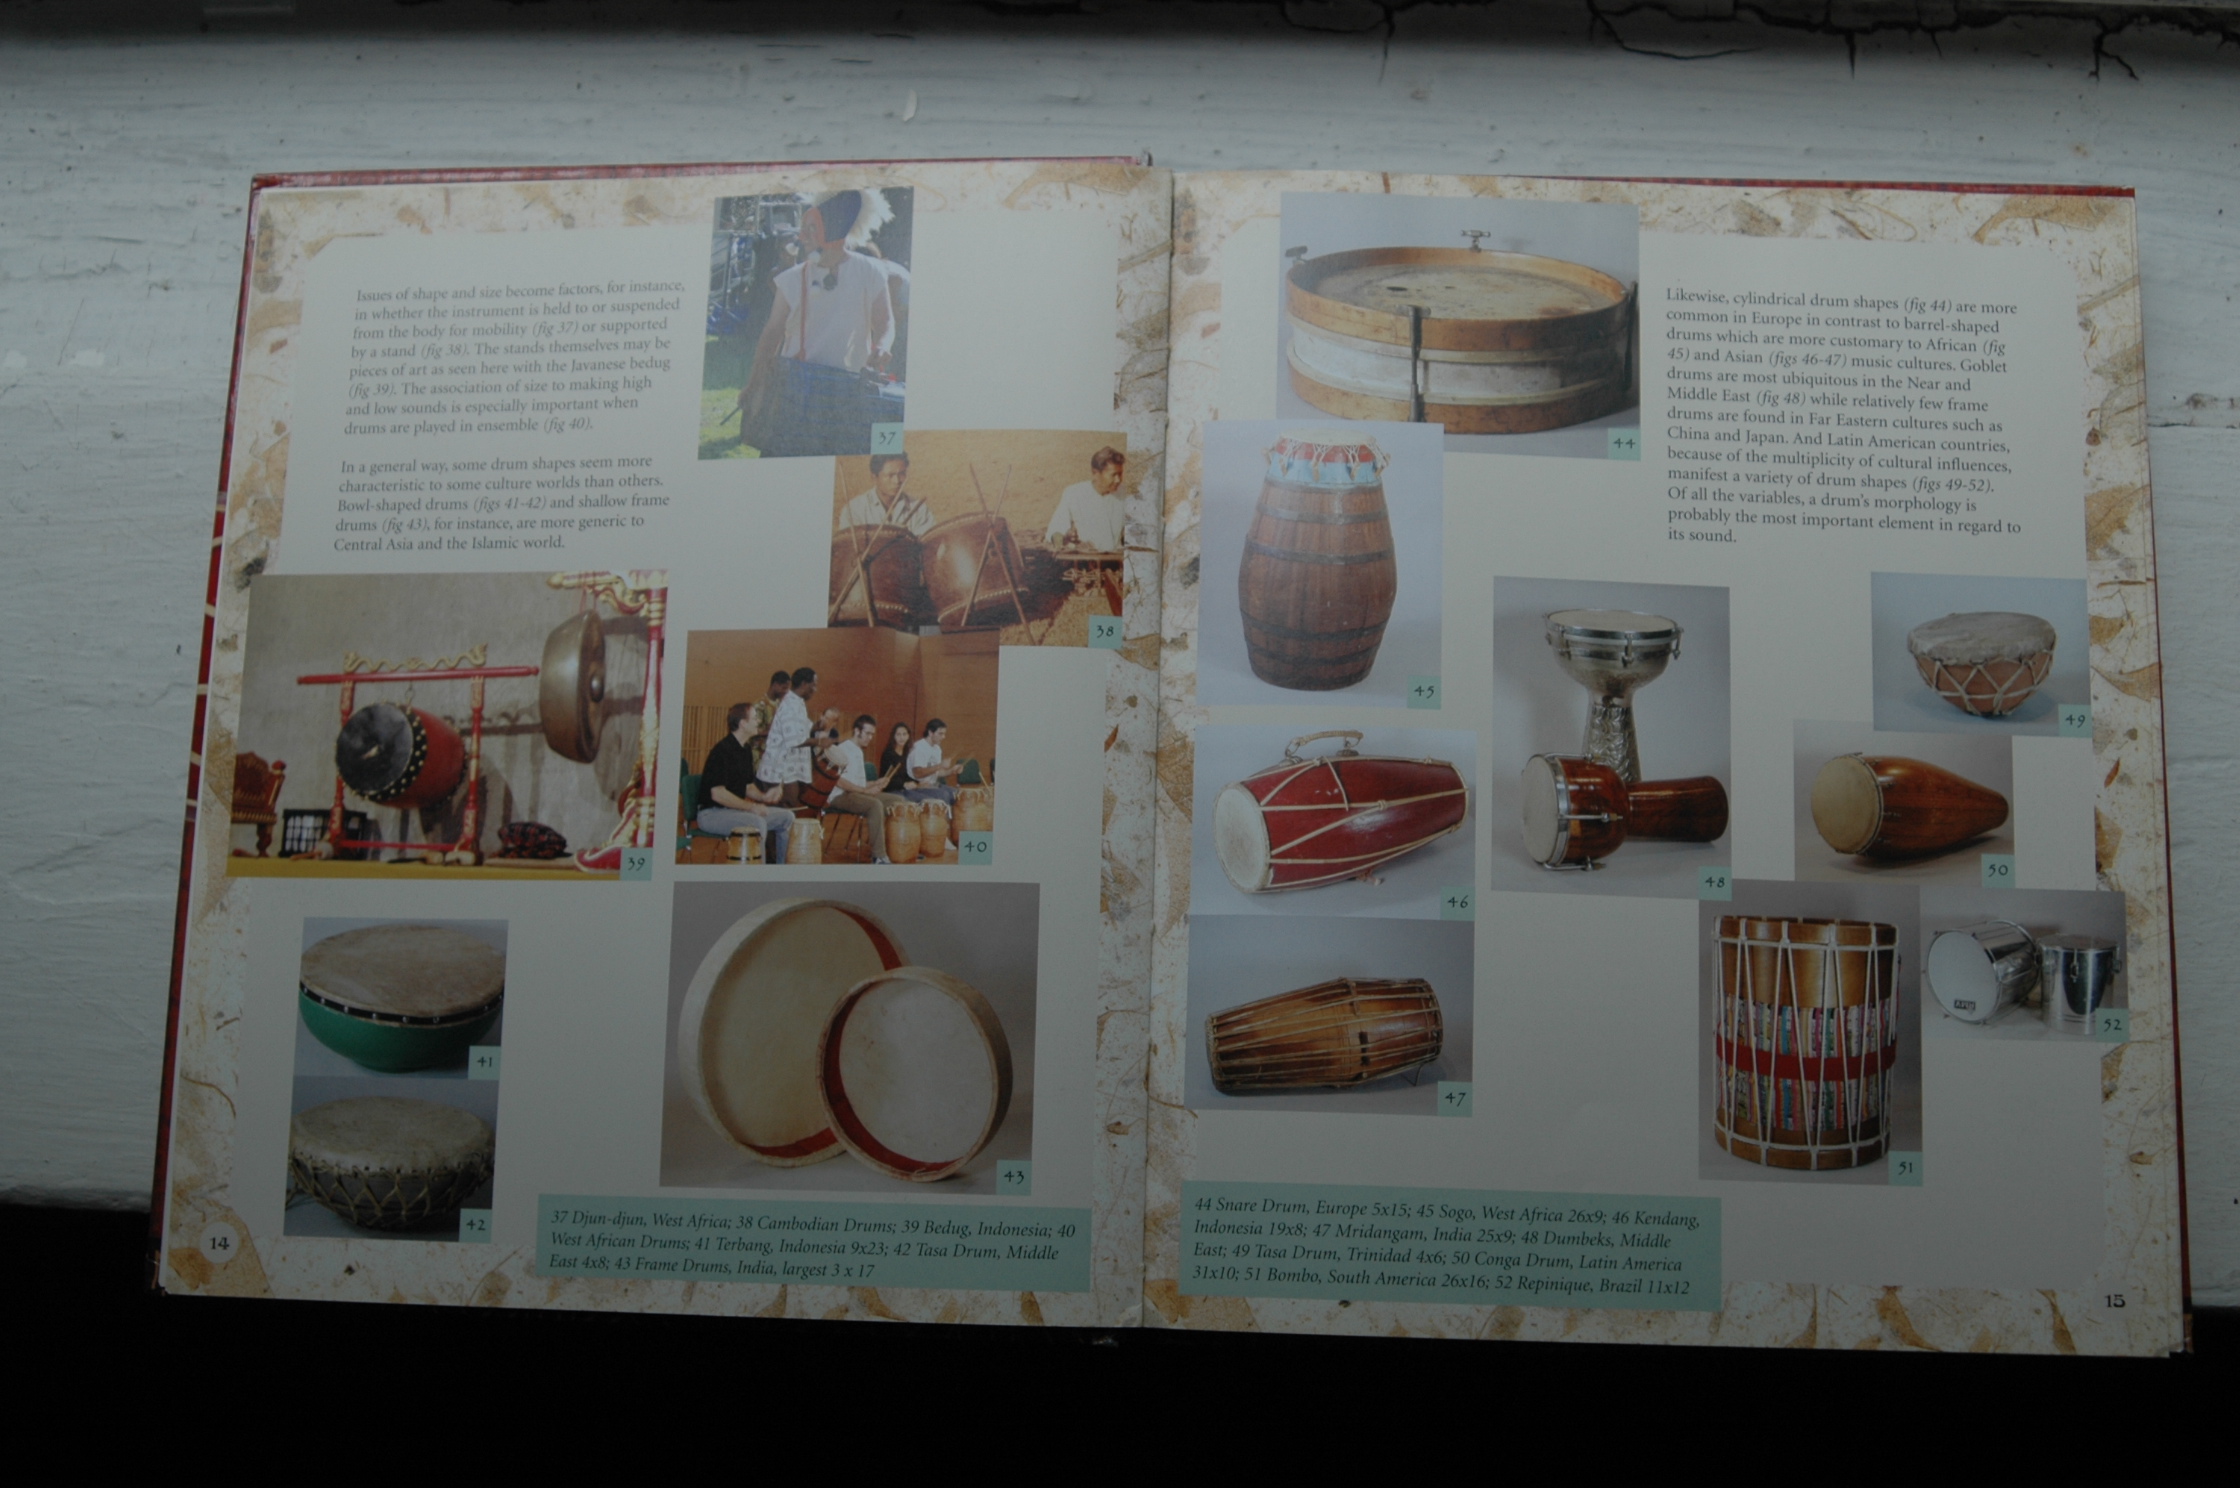 Issues of shape and size become factors, for instance,
in whether the instrument is held to or suspended
from the body for mobility (fig 37) or supported
by a stand (fig 38). The stands themselves may be
pieces of art as seen here with the Javanese bedug
(fig 39). The association of size to making high
and low sounds is especially important when
drums are played in ensemble (fig 40).
In a general way, some drum shapes seem more
characteristic to some culture worlds than others.
Bowl-shaped drums (figs 41-42) and shallow frame
drums (fig 43), for instance, are more generic to
Central Asia and the Islamic world.
37
38
39
40
41
42
43
37 Djun-djun, West Africa; 38 Cambodian Drums; 39 Bedug, Indonesia; 40
West African Drums; 41 Terbang, Indonesia 9x23; 42 Tasa Drum, Middle
East 4x8; 43 Frame Drums, India, largest 3 x 17
14
Likewise, cylindrical drum shapes (fig 44) are more
common in Europe in contrast to barrel-shaped
drums which are more customary to African (fig
45) and Asian (figs 46-47) music cultures. Goblet
drums are most ubiquitous in the Near and
Middle East (fig 48) while relatively few frame
drums are found in Far Eastern cultures such as
China and Japan. And Latin American countries,
because of the multiplicity of cultural influences,
manifest a variety of drum shapes (figs 49-52).
Of all the variables, a drum's morphology is
probably the most important element in regard to
its sound.
44
45
46
47
48
49
50
51
52
44 Snare Drum, Europe 5x15; 45 Sogo, West Africa 26x9; 46 Kendang,
Indonesia 19x8; 47 Mridangam, India 25x9; 48 Dumbeks, Middle
East; 49 Tasa Drum, Trinidad 4x6; 50 Conga Drum, Latin America
31x10; 51 Bombo, South America 26x16; 52 Repinique, Brazil 11x12
15